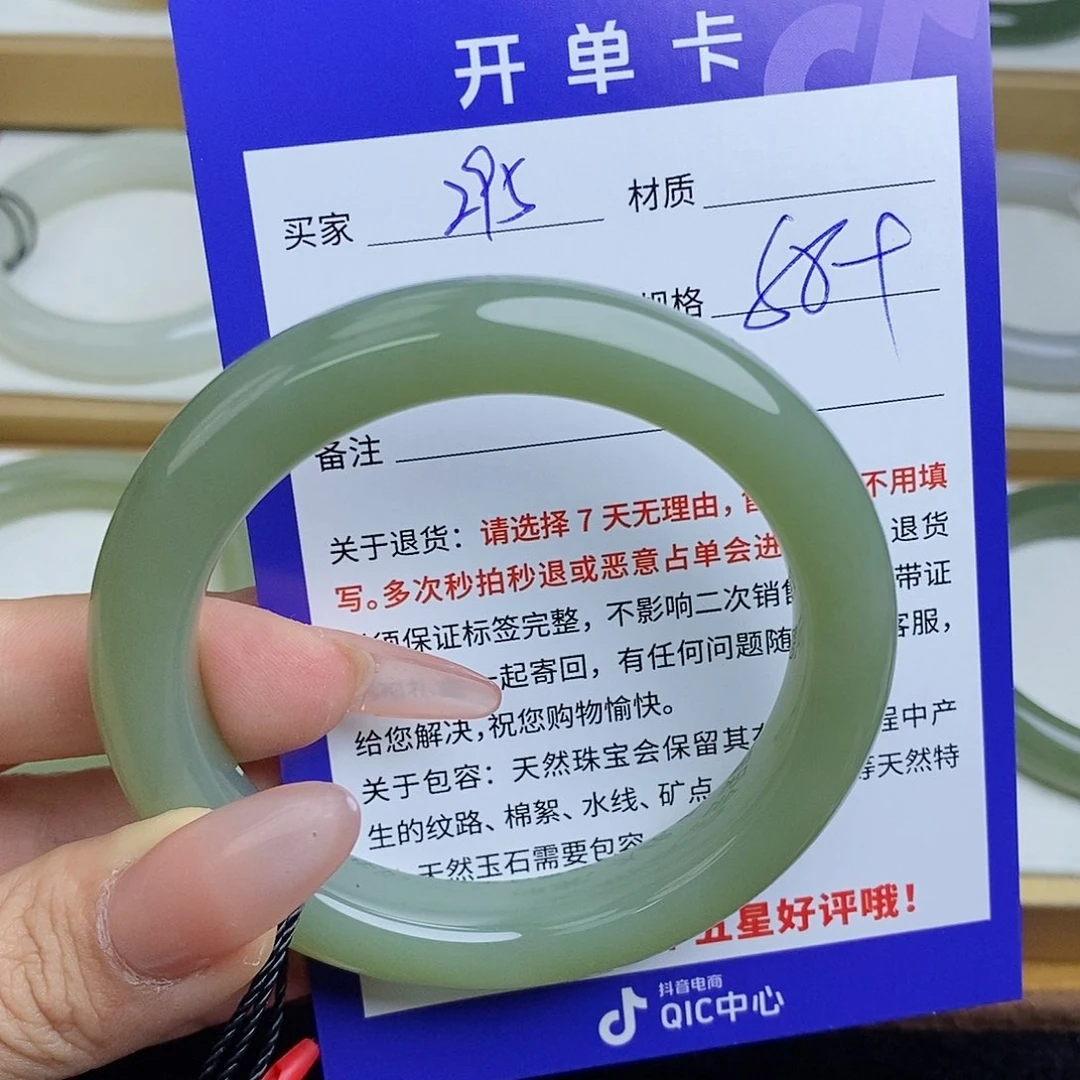 开单卡
买家 295 材质
规格 58+
备注
关于退货：请选择7天无理由， 不用填
写。多次秒拍秒退或恶意占单会进 退货
须保证标签完整，不影响二次销售 带证
一起寄回，有任何问题随 客服，
给您解决，祝您购物愉快。
关于包容：天然珠宝会保留其 程中产
生的纹路、棉絮、水线、矿点 等天然特
天然玉石需要包容
五星好评哦！
抖音电商
QIC中心